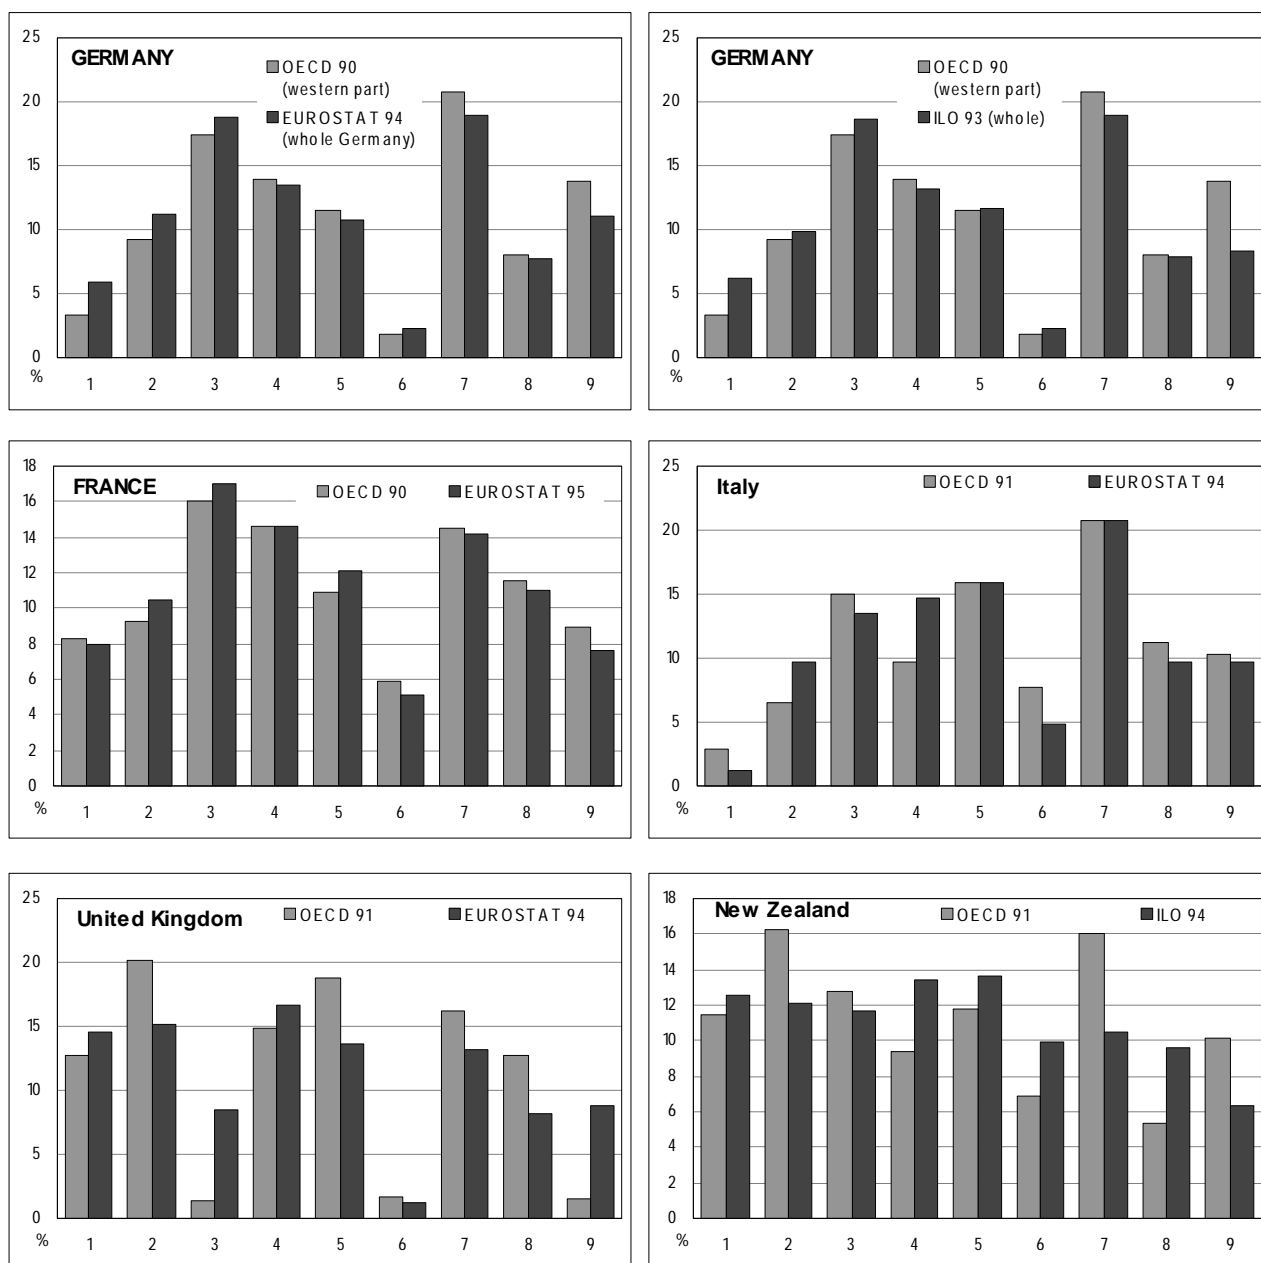 GERMANY
OECD 90
(western part)
EUROSTAT 94
(whole Germany)
25
20
15
10
5
0
%
1 2 3 4 5 6 7 8 9
GERMANY
OECD 90
(western part)
ILO 93 (whole)
25
20
15
10
5
0
%
1 2 3 4 5 6 7 8 9
FRANCE
OECD 90 EUROSTAT 95
18
16
14
12
10
8
6
4
2
0
%
1 2 3 4 5 6 7 8 9
Italy
OECD 91 EUROSTAT 94
25
20
15
10
5
0
%
1 2 3 4 5 6 7 8 9
United Kingdom
OECD 91 EUROSTAT 94
25
20
15
10
5
0
%
1 2 3 4 5 6 7 8 9
New Zealand
OECD 91 ILO 94
18
16
14
12
10
8
6
4
2
0
%
1 2 3 4 5 6 7 8 9